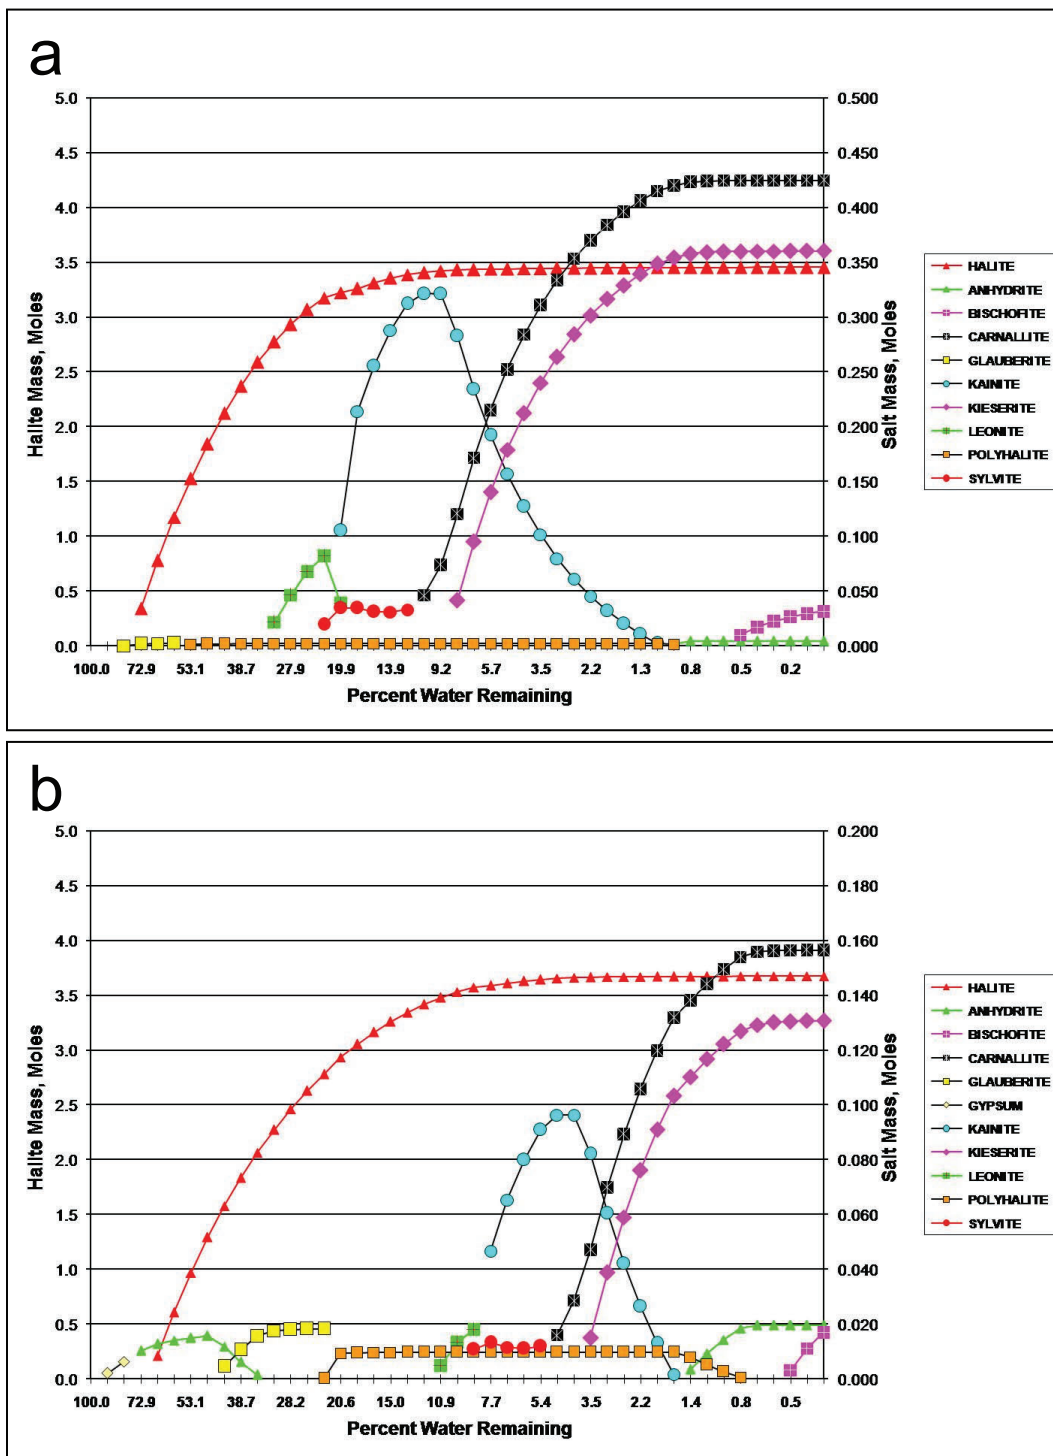 a
5.0
4.5
4.0
3.5
3.0
2.5
2.0
1.5
1.0
0.5
0.0
Halite Mass, Moles
0.500
0.450
0.400
0.350
0.300
0.250
0.200
0.150
0.100
0.050
0.000
Salt Mass, Moles
100.0 72.9 53.1 38.7 27.9 19.9 13.9 9.2 5.7 3.5 2.2 1.3 0.8 0.5 0.2
Percent Water Remaining
HALITE
ANHYDRITE
BISCHOFITE
CARNALLITE
GLAUBERITE
KAINITE
KIESERITE
LEONITE
POLYHALITE
SYLVITE
b
5.0
4.5
4.0
3.5
3.0
2.5
2.0
1.5
1.0
0.5
0.0
Halite Mass, Moles
0.200
0.180
0.160
0.140
0.120
0.100
0.080
0.060
0.040
0.020
0.000
Salt Mass, Moles
100.0 72.9 53.1 38.7 28.2 20.6 15.0 10.9 7.7 5.4 3.5 2.2 1.4 0.8 0.5
Percent Water Remaining
HALITE
ANHYDRITE
BISCHOFITE
CARNALLITE
GLAUBERITE
GYPSUM
KAINITE
KIESERITE
LEONITE
POLYHALITE
SYLVITE